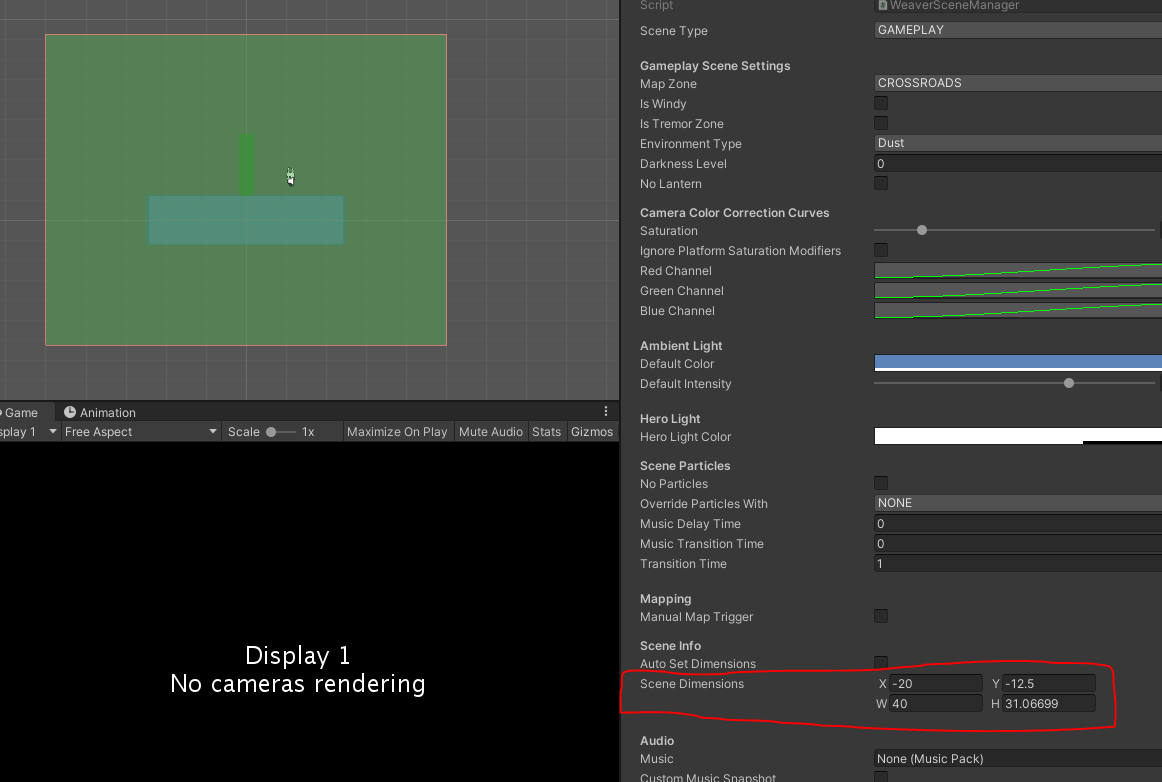 Script WeaverSceneManager
Scene Type GAMEPLAY
Gameplay Scene Settings
Map Zone CROSSROADS
Is Windy
Is Tremor Zone
Environment Type Dust
Darkness Level 0
No Lantern
Camera Color Correction Curves
Saturation
Ignore Platform Saturation Modifiers
Red Channel
Green Channel
Blue Channel
Ambient Light
Default Color
Default Intensity
Hero Light
Hero Light Color
Scene Particles
No Particles
Override Particles With NONE
Music Delay Time 0
Music Transition Time 0
Transition Time 1
Mapping
Manual Map Trigger
Scene Info
Auto Set Dimensions
Scene Dimensions X -20 Y -12.5
W 40 H 31.06699
Audio
Music None (Music Pack)
Custom Music Snapshot
Game Animation
splay 1 Free Aspect Scale 1x Maximize On Play Mute Audio Stats Gizmos
Display 1
No cameras rendering